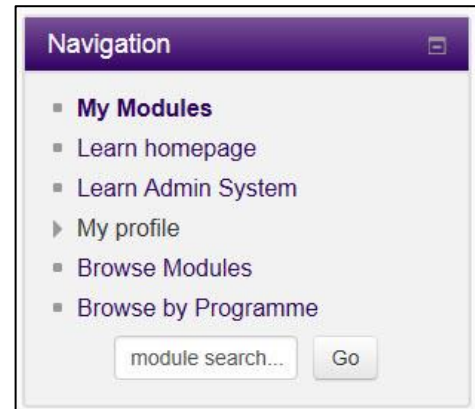 Navigation
My Modules
Learn homepage
Learn Admin System
My profile
Browse Modules
Browse by Programme
module search... Go